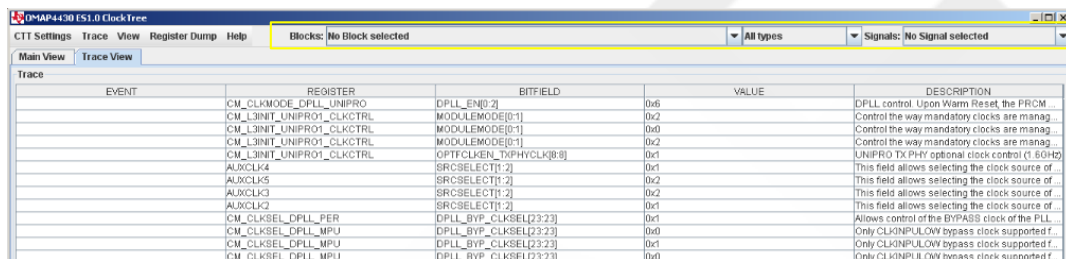 OMAP4430 ES1.0 ClockTree
CTT Settings Trace View Register Dump Help Blocks: No Block selected All types Signals: No Signal selected
Main View Trace View
Trace
EVENT REGISTER BITFIELD VALUE DESCRIPTION
CM_CLKMODE_DPLL_UNIPRO DPLL_EN[0:2] 0x6 DPLL control. Upon Warm Reset, the PRCM ...
CM_L3INIT_UNIPRO1_CLKCTRL MODULEMODE[0:1] 0x2 Control the way mandatory clocks are manag...
CM_L3INIT_UNIPRO1_CLKCTRL MODULEMODE[0:1] 0x0 Control the way mandatory clocks are manag...
CM_L3INIT_UNIPRO1_CLKCTRL MODULEMODE[0:1] 0x2 Control the way mandatory clocks are manag...
CM_L3INIT_UNIPRO1_CLKCTRL OPTFCLKEN_TXPHYCLK[8:8] 0x1 UNIPRO TX PHY optional clock control (1.6GHz)
AUXCLK4 SRCSELECT[1:2] 0x1 This field allows selecting the clock source of ...
AUXCLK5 SRCSELECT[1:2] 0x2 This field allows selecting the clock source of ...
AUXCLK3 SRCSELECT[1:2] 0x2 This field allows selecting the clock source of ...
AUXCLK2 SRCSELECT[1:2] 0x1 This field allows selecting the clock source of ...
CM_CLKSEL_DPLL_PER DPLL_BYP_CLKSEL[23:23] 0x1 Allows control of the BYPASS clock of the PLL ...
CM_CLKSEL_DPLL_MPU DPLL_BYP_CLKSEL[23:23] 0x0 Only CLKINPULOW bypass clock supported f...
CM_CLKSEL_DPLL_MPU DPLL_BYP_CLKSEL[23:23] 0x1 Only CLKINPULOW bypass clock supported f...
CM_CLKSEL_DPLL_MPU DPLL_BYP_CLKSEL[23:23] 0x0 Only CLKINPULOW bypass clock supported f...